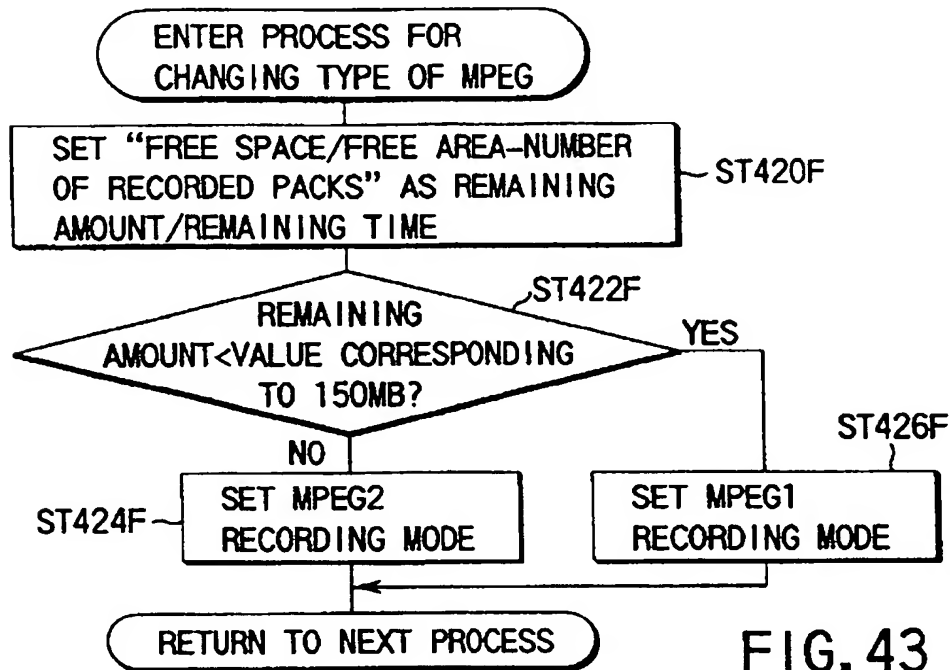 ENTER PROCESS FOR
CHANGING TYPE OF MPEG
SET “FREE SPACE/FREE AREA-NUMBER
OF RECORDED PACKS” AS REMAINING
AMOUNT/REMAINING TIME
ST420F
ST422F
REMAINING
AMOUNT<VALUE CORRESPONDING
TO 150MB?
YES
NO
ST426F
ST424F
SET MPEG2
RECORDING MODE
SET MPEG1
RECORDING MODE
RETURN TO NEXT PROCESS
FIG. 43